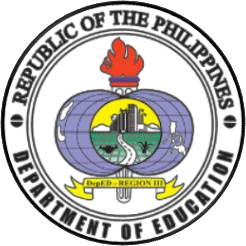 REPUBLIC OF THE PHILIPPINES
DepED - REGION III
DEPARTMENT OF EDUCATION